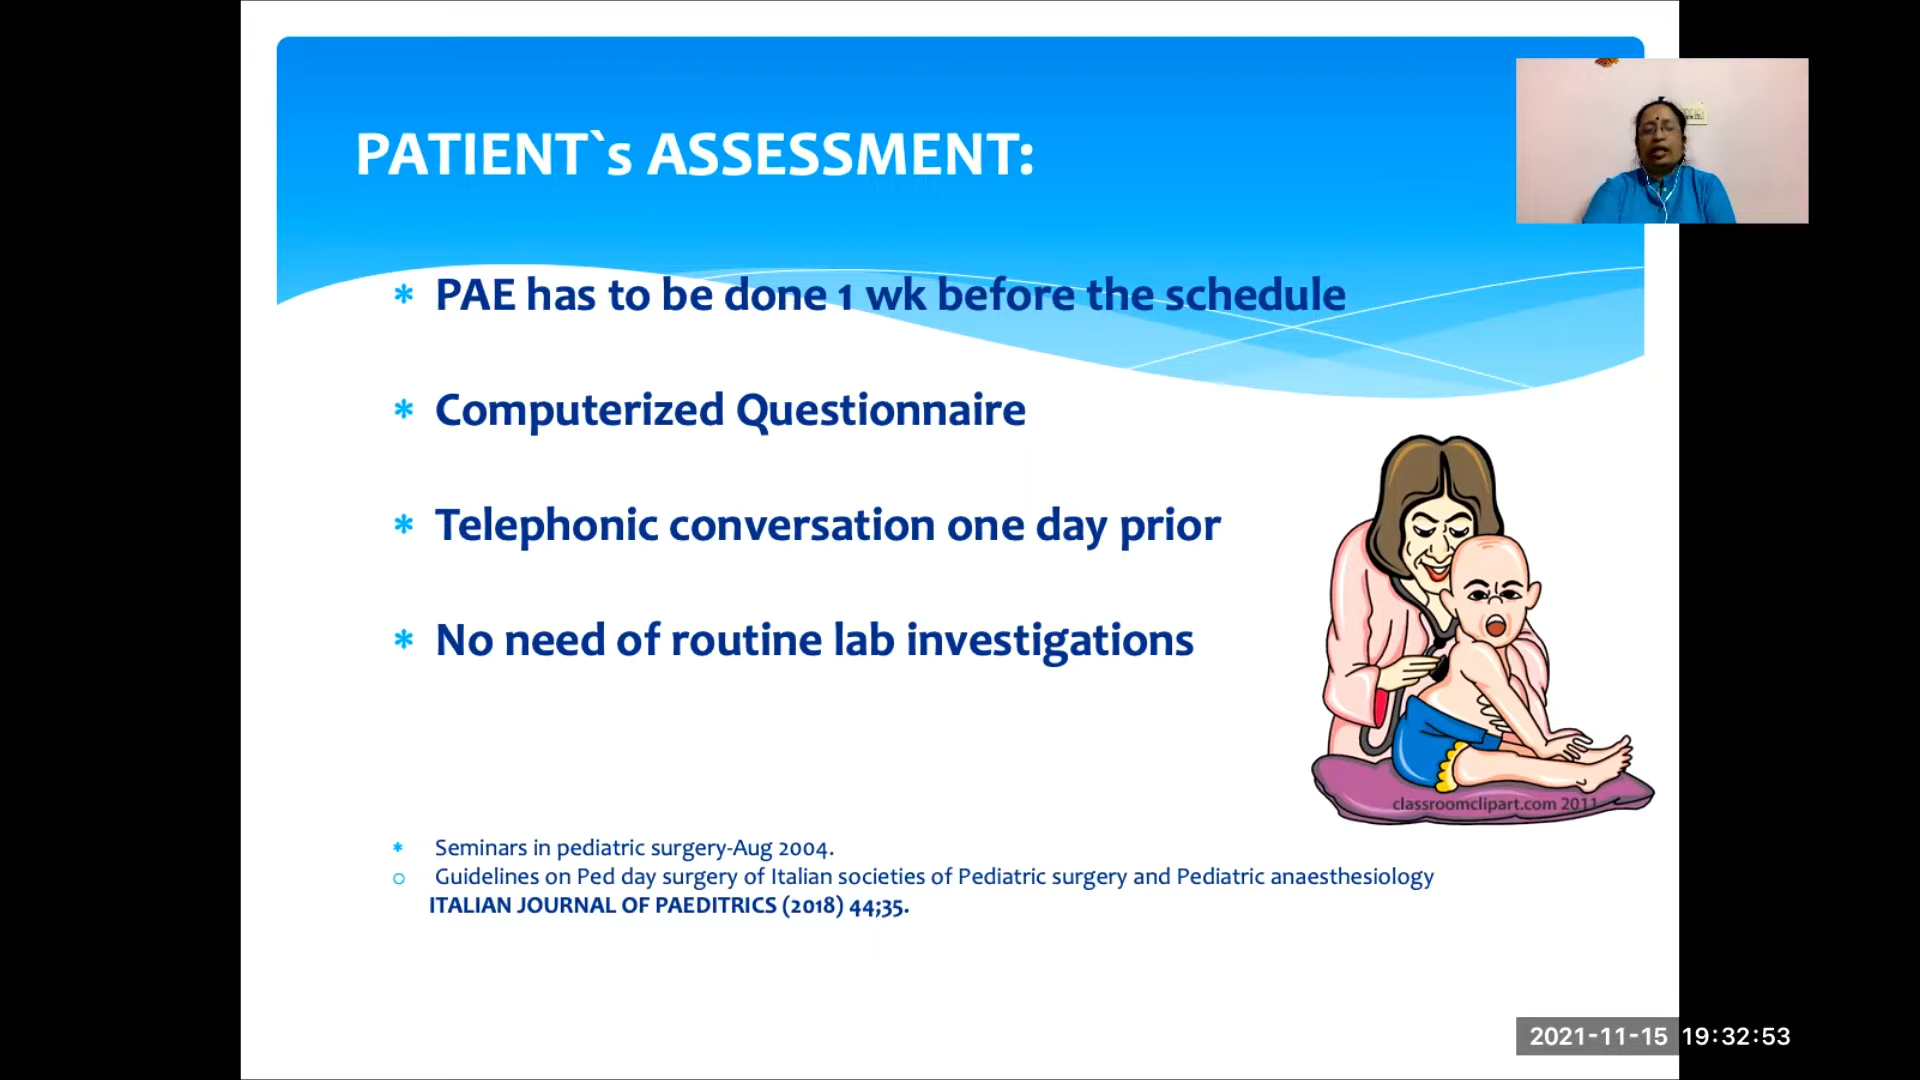 PATIENT`s ASSESSMENT:
* PAE has to be done 1 wk before the schedule
* Computerized Questionnaire
* Telephonic conversation one day prior
* No need of routine lab investigations
classroomclipart.com 2011
* Seminars in pediatric surgery-Aug 2004.
o Guidelines on Ped day surgery of Italian societies of Pediatric surgery and Pediatric anaesthesiology
ITALIAN JOURNAL OF PAEDITRICS (2018) 44;35.
2021-11-15 19:32:53